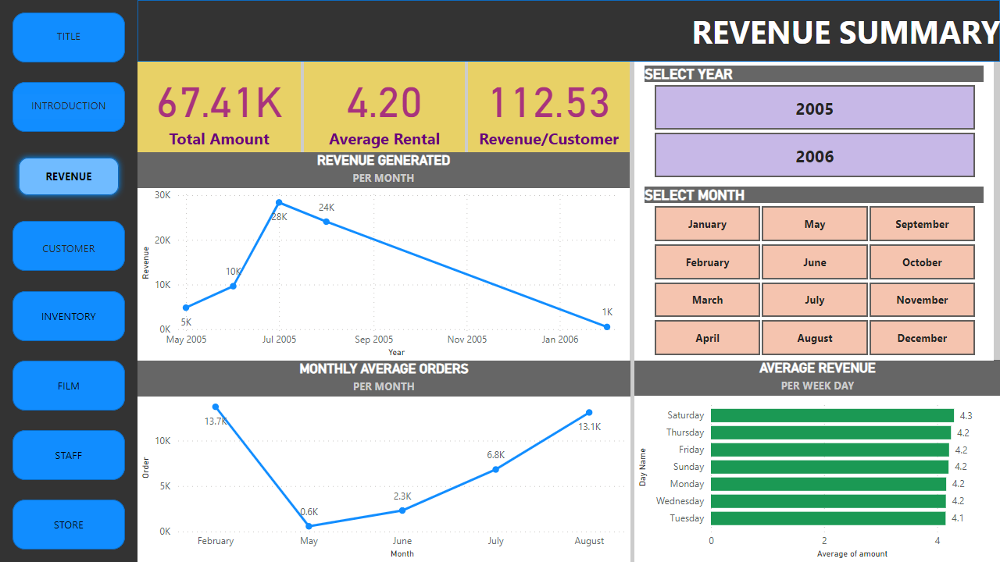 TITLE
INTRODUCTION
REVENUE
CUSTOMER
INVENTORY
FILM
STAFF
STORE
REVENUE SUMMARY
67.41K
Total Amount
4.20
Average Rental
112.53
Revenue/Customer
SELECT YEAR
2005
2006
SELECT MONTH
January May September
February June October
March July November
April August December
REVENUE GENERATED
PER MONTH
Revenue
30K
20K
10K
0K
5K
10K
28K
24K
1K
May 2005 Jul 2005 Sep 2005 Nov 2005 Jan 2006
Year
MONTHLY AVERAGE ORDERS
PER MONTH
Order
10K
5K
0K
13.7K
0.6K
2.3K
6.8K
13.1K
February May June July August
Month
AVERAGE REVENUE
PER WEEK DAY
Day Name
Saturday 4.3
Thursday 4.2
Friday 4.2
Sunday 4.2
Monday 4.2
Wednesday 4.2
Tuesday 4.1
0 2 4
Average of amount